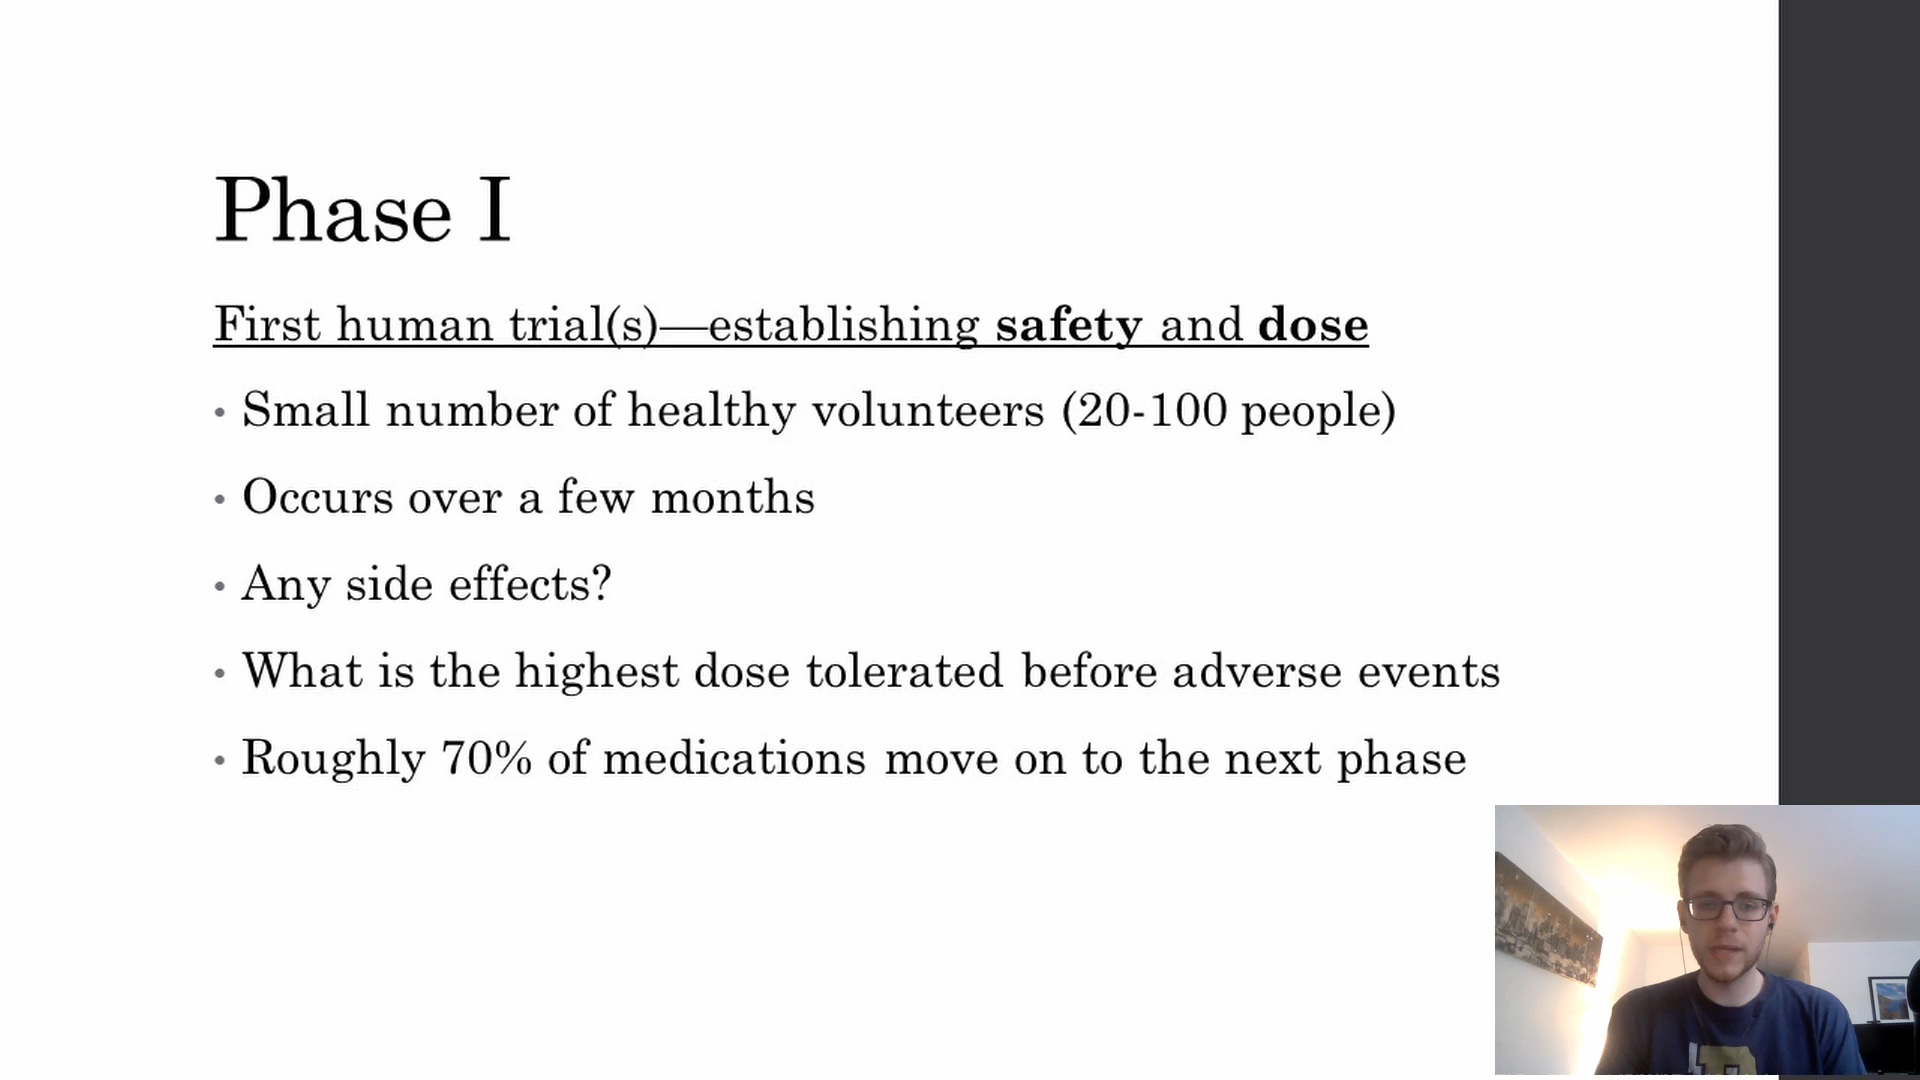 Phase I
First human trial(s)—establishing safety and dose
• Small number of healthy volunteers (20-100 people)
• Occurs over a few months
• Any side effects?
• What is the highest dose tolerated before adverse events
• Roughly 70% of medications move on to the next phase